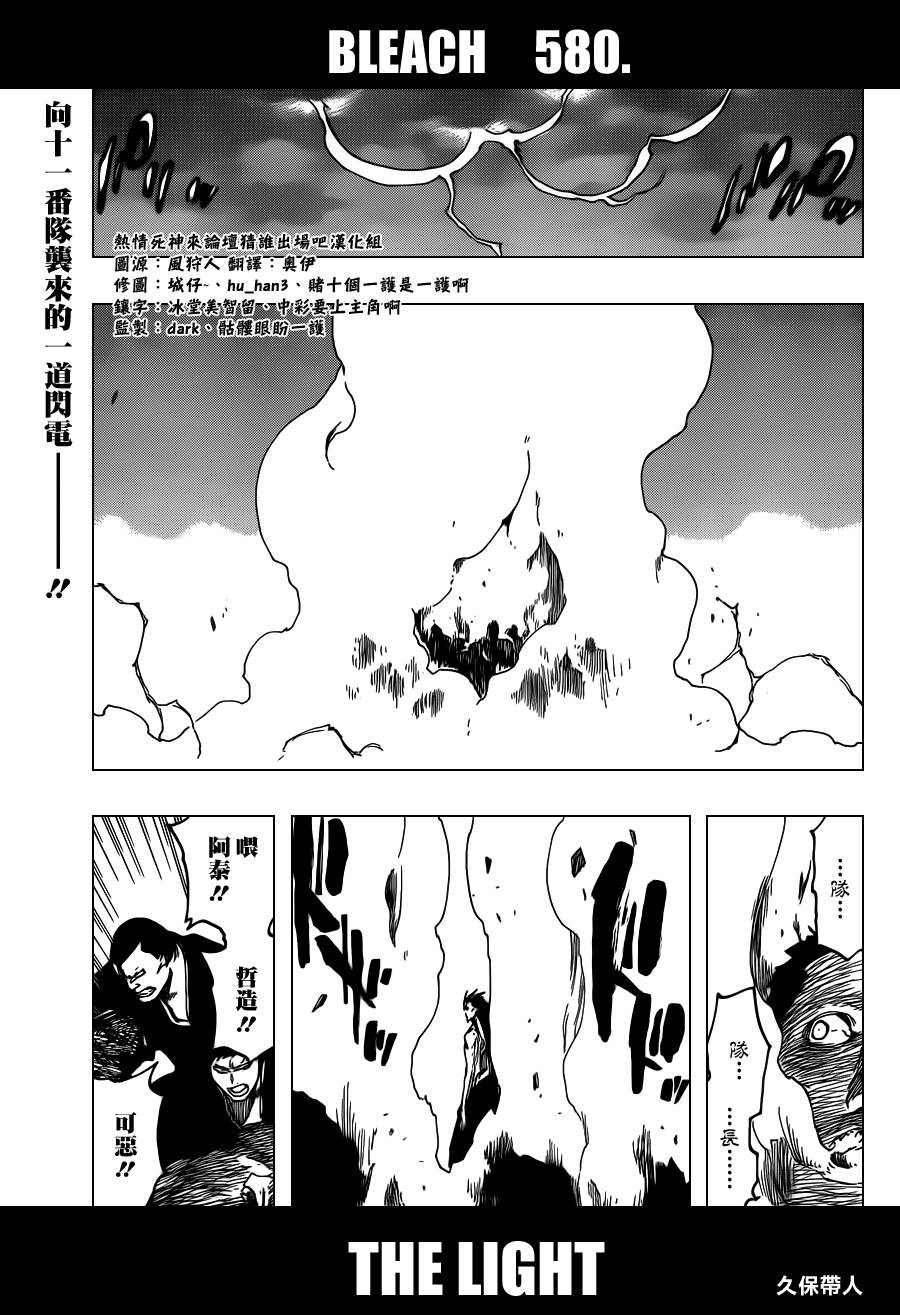 BLEACH 580.
向十一番隊襲來的一道閃電——!!
熱情死神來論壇猜誰出場吧漢化組
圖源：風狩人 翻譯：奧伊
修圖：城仔~、hu_han3、賭十個一護是一護啊
鑲字：冰堂美智留、中彩要上主角啊
監製：dark、骷髏眼盼一護
…隊…
隊…長……
喂
阿泰!!
哲造!!
可惡!!
THE LIGHT
久保帶人